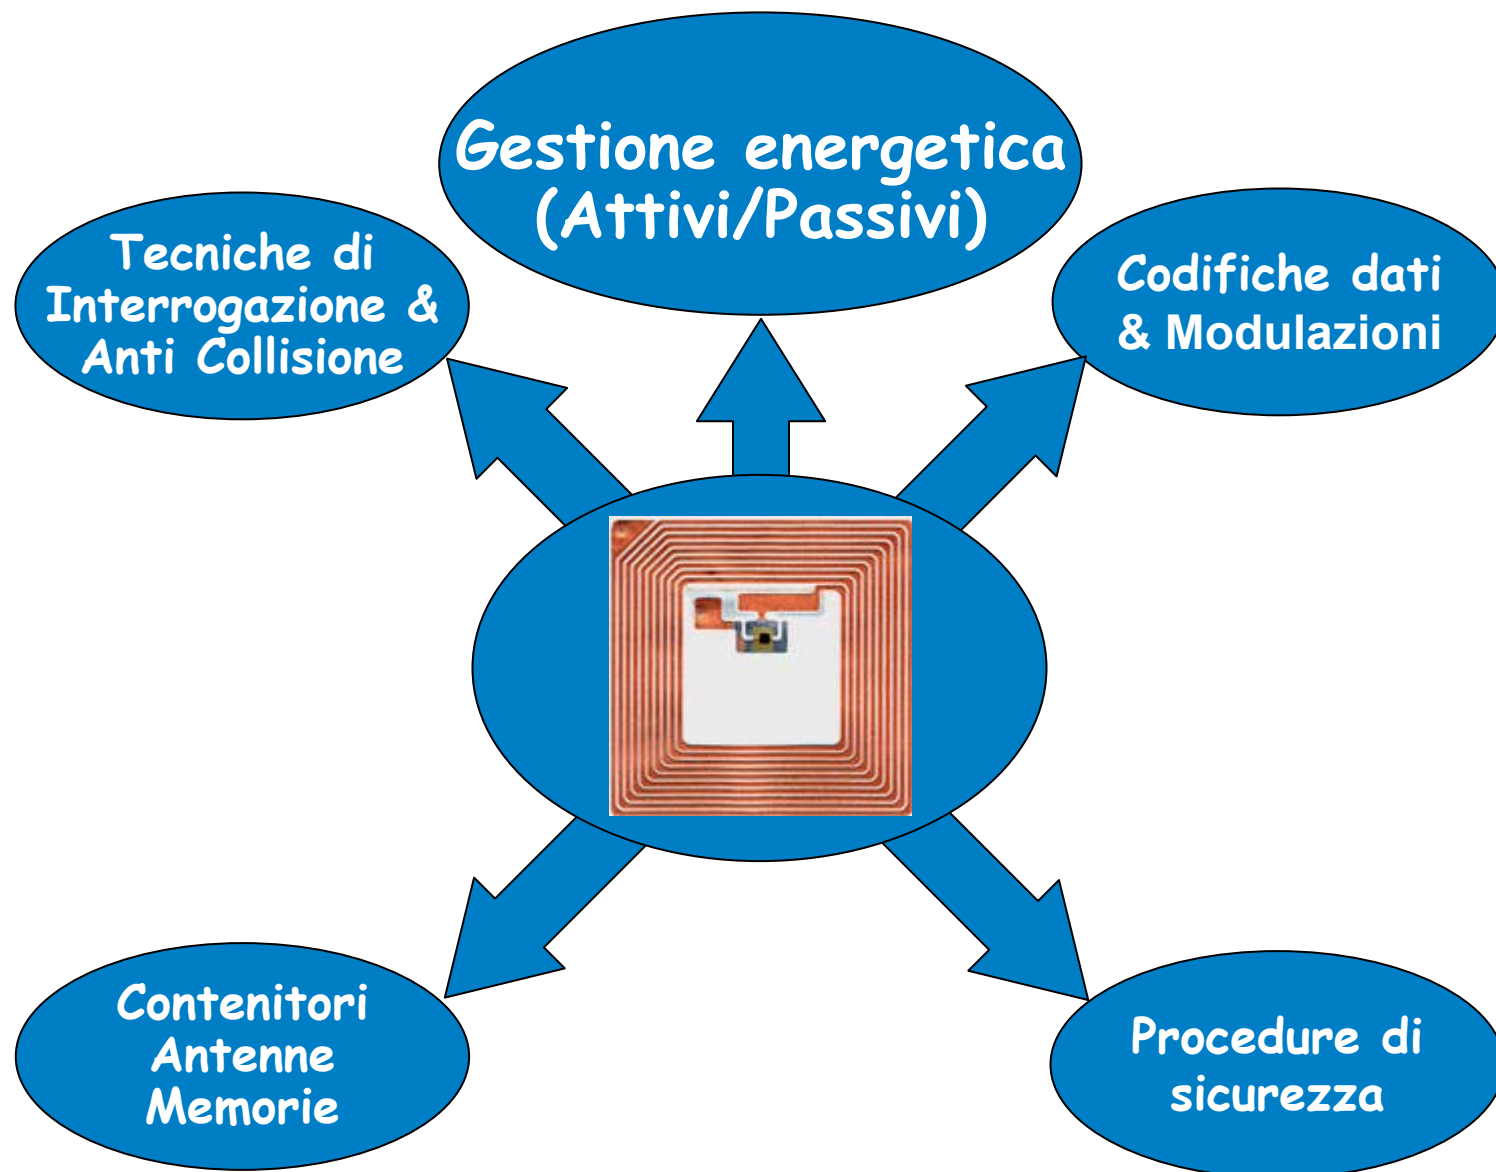 Gestione energetica
(Attivi/Passivi)
Tecniche di
Interrogazione &
Anti Collisione
Codifiche dati
& Modulazioni
Contenitori
Antenne
Memorie
Procedure di
sicurezza